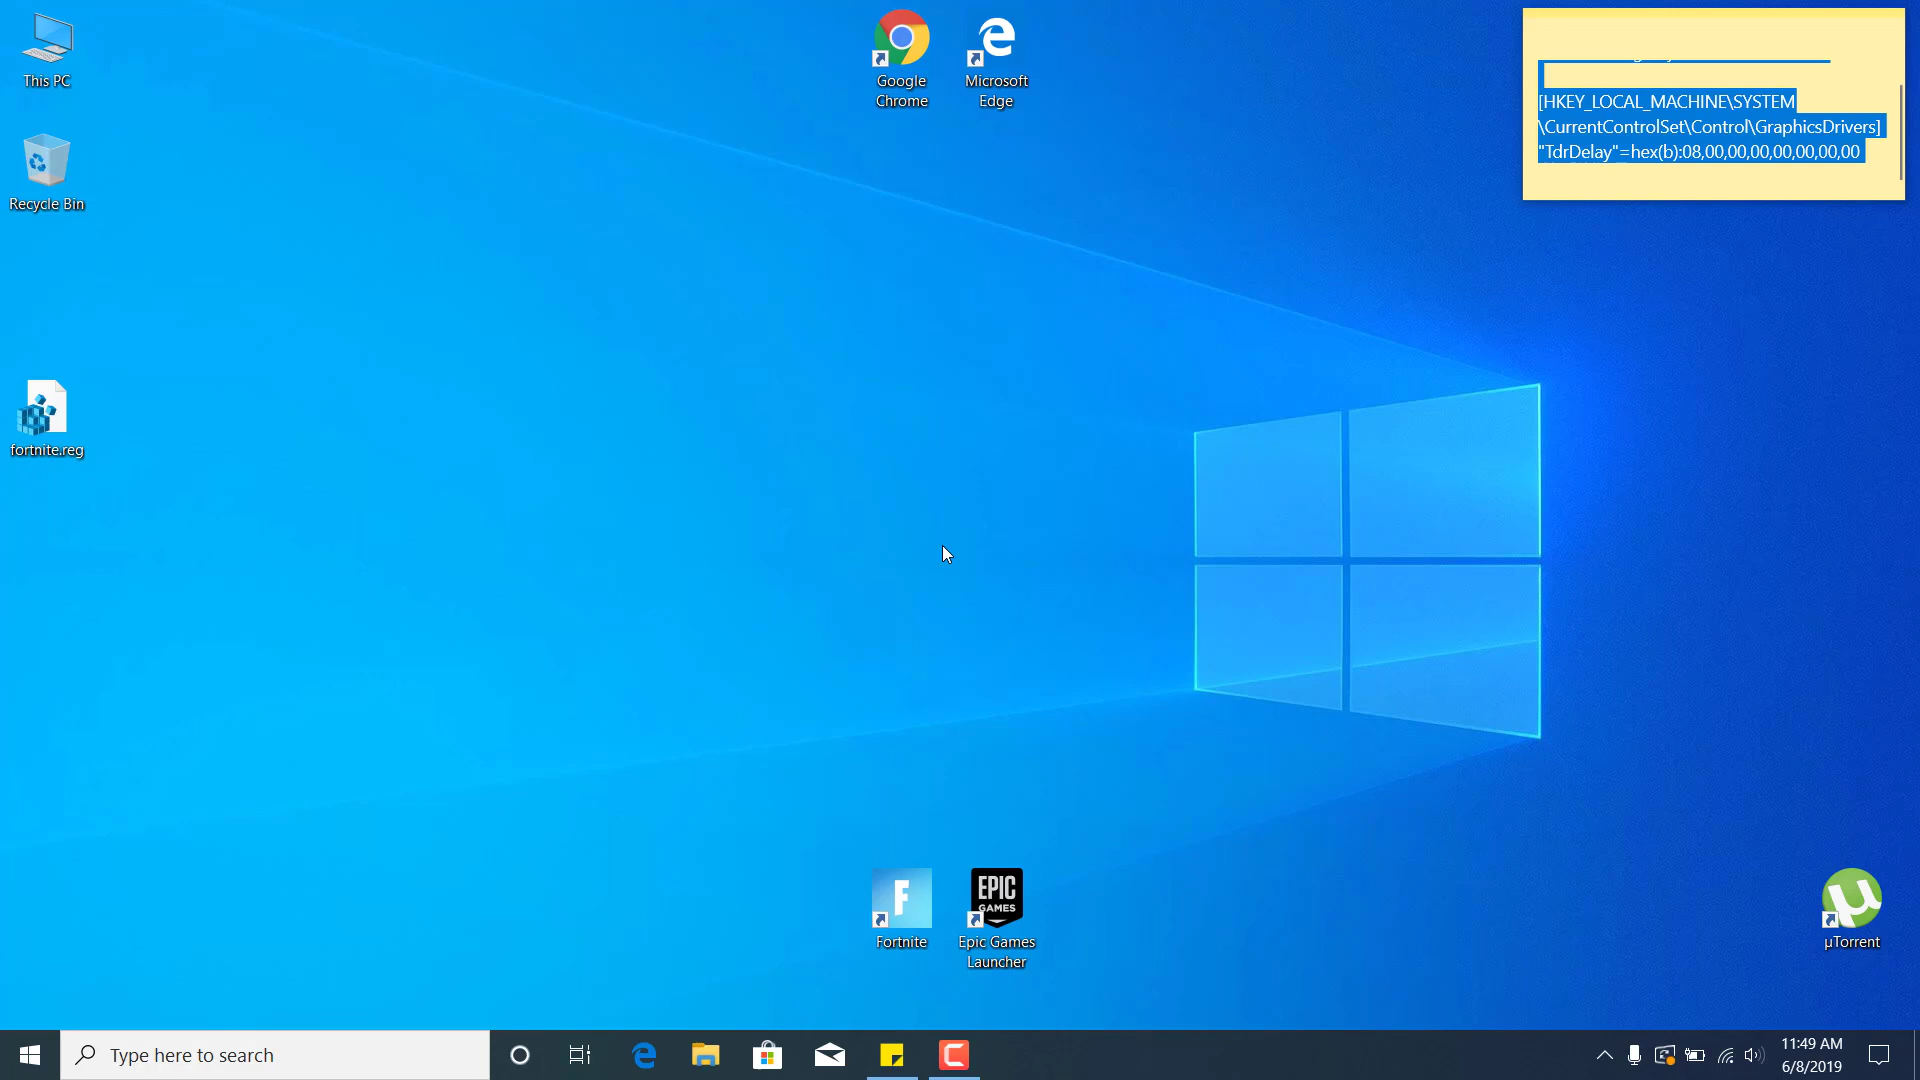 This PC
Google
Chrome
Microsoft
Edge
[HKEY_LOCAL_MACHINE\SYSTEM
\CurrentControlSet\Control\GraphicsDrivers]
"TdrDelay"=hex(b):08,00,00,00,00,00,00,00
Recycle Bin
fortnite.reg
F
Fortnite
EPIC
GAMES
Epic Games
Launcher
µ
µTorrent
Type here to search
11:49 AM
6/8/2019